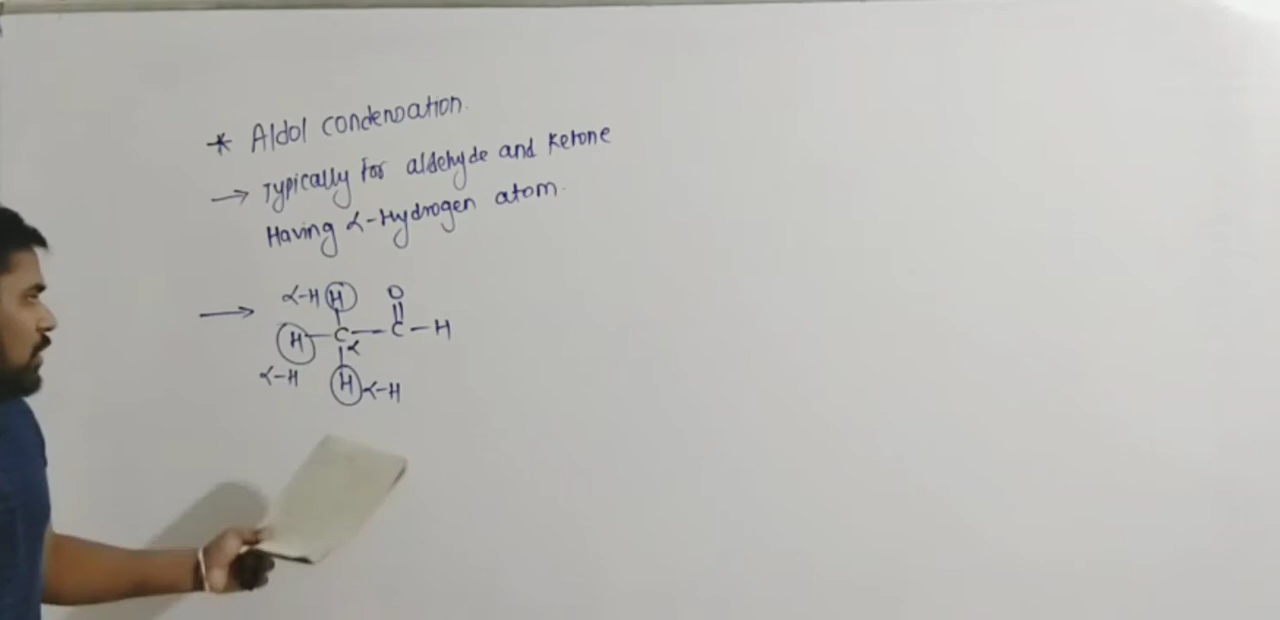 * Aldol condensation.
→ Typically for aldehyde and Ketone
Having α-Hydrogen atom.
→ α-H H O
H - C - C - H
α
α-H H α-H